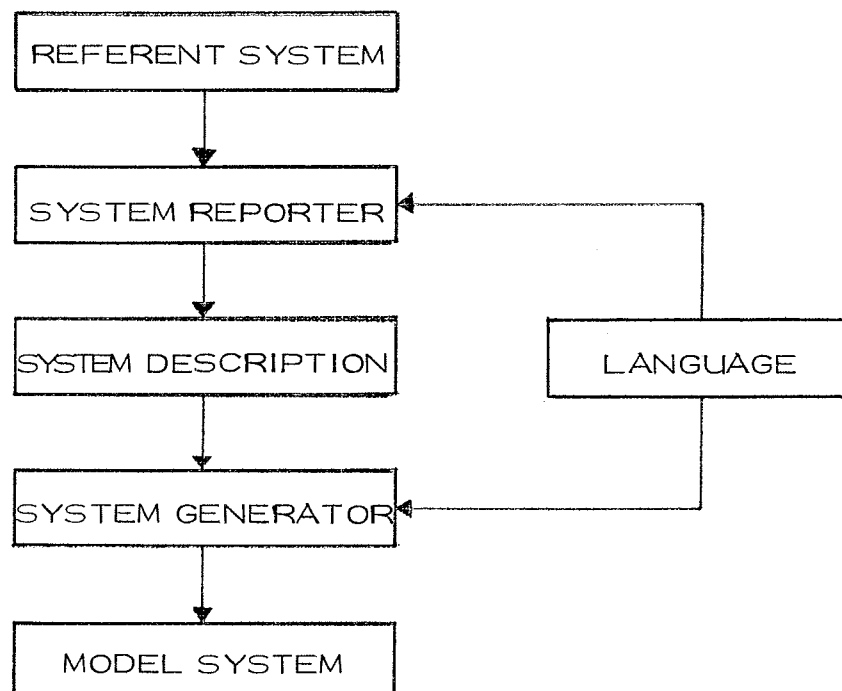 REFERENT SYSTEM
SYSTEM REPORTER
SYSTEM DESCRIPTION
LANGUAGE
SYSTEM GENERATOR
MODEL SYSTEM